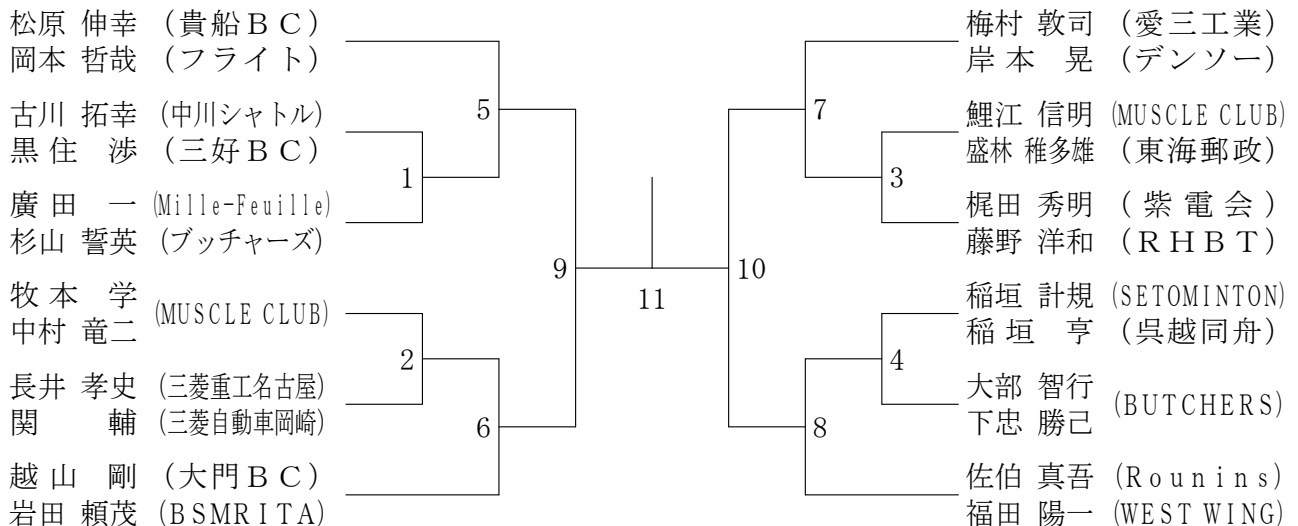 松原 伸幸 (貴船ＢＣ)
岡本 哲哉 (フライト)
古川 拓幸 (中川シャトル)
黒住 渉 (三好ＢＣ)
廣田 一 (Mille-Feuille)
杉山 誓英 (ブッチャーズ)
牧本 学
中村 竜二
(MUSCLE CLUB)
長井 孝史 (三菱重工名古屋)
関 輔 (三菱自動車岡崎)
越山 剛 (大門ＢＣ)
岩田 頼茂 (BSMRITA)
5
1
2
6
9
11
10
7
3
4
8
梅村 敦司 (愛三工業)
岸本 晃 (デンソー)
鯉江 信明 (MUSCLE CLUB)
盛林 稚多雄 (東海郵政)
梶田 秀明 (紫電会)
藤野 洋和 (ＲＨＢＴ)
稲垣 計規 (SETOMINTON)
稲垣 亨 (呉越同舟)
大部 智行
下忠 勝己
(BUTCHERS)
佐伯 真吾 (Rounins)
福田 陽一 (WEST WING)